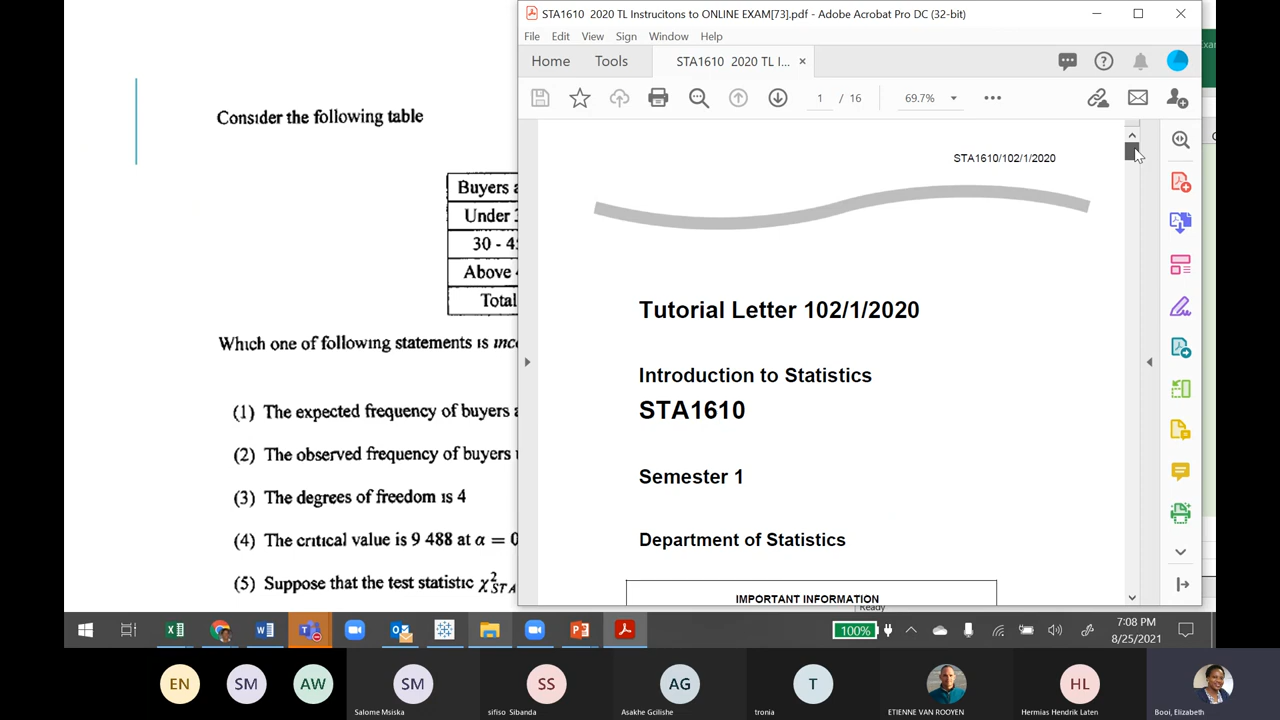 Consider the following table
Buyers a
Under
30 - 4
Above
Total
Which one of following statements is inc
(1) The expected frequency of buyers a
(2) The observed frequency of buyers
(3) The degrees of freedom is 4
(4) The critical value is 9 488 at α = 0
(5) Suppose that the test statistic χ²STA
STA1610 2020 TL Instrucitons to ONLINE EXAM[73].pdf - Adobe Acrobat Pro DC (32-bit)
File Edit View Sign Window Help
Home Tools STA1610 2020 TL I... ×
1 / 16 69.7%
STA1610/102/1/2020
Tutorial Letter 102/1/2020
Introduction to Statistics
STA1610
Semester 1
Department of Statistics
IMPORTANT INFORMATION
Ready
100%
7:08 PM
8/25/2021
EN SM AW SM SS AG T HL
Salome Msiska sifiso Sibanda Asakhe Gcilishe tronia ETIENNE VAN ROOYEN Hermias Hendrik Laten Booi, Elizabeth